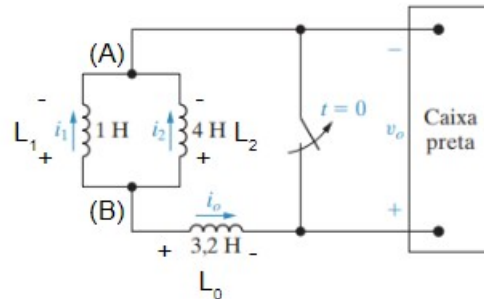 (A)
- - t = 0 −
L₁ i₁ 1 H i₂ 4 H L₂ vₒ Caixa
+ + preta
(B) iₒ +
+ 3,2 H -
L₀